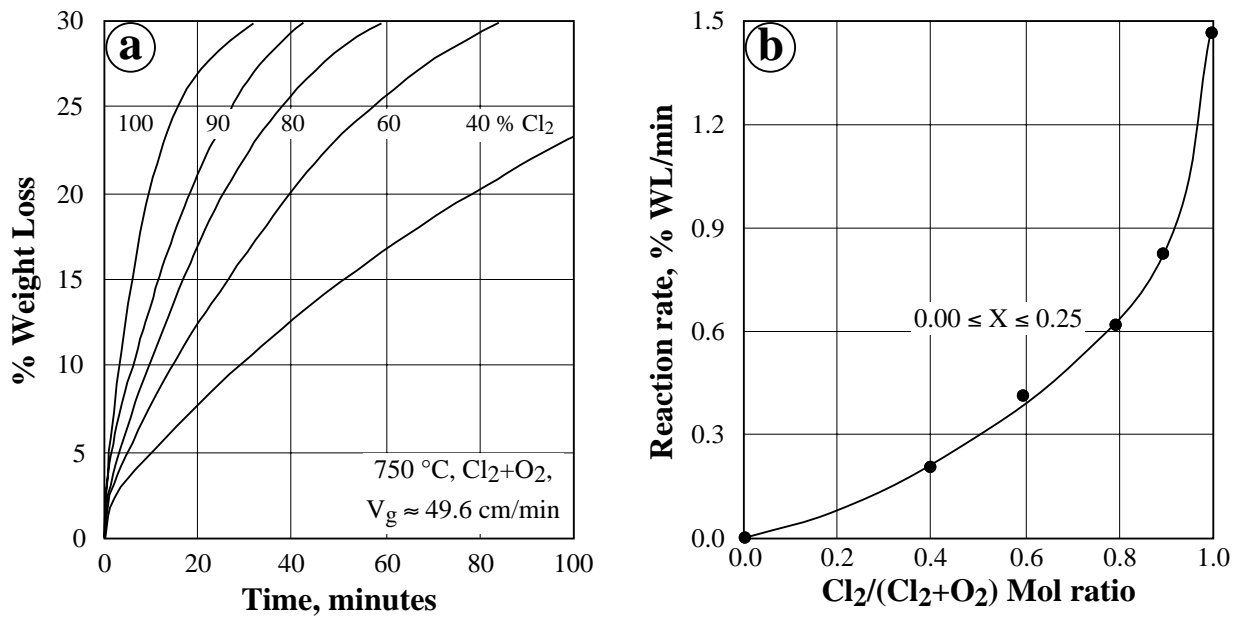 a
% Weight Loss
30
25
20
15
10
5
0
100 90 80 60 40 % Cl₂
750 °C, Cl₂+O₂,
V_g ≈ 49.6 cm/min
0 20 40 60 80 100
Time, minutes
b
Reaction rate, % WL/min
1.5
1.2
0.9
0.6
0.3
0.0
0.00 ≤ X ≤ 0.25
0.0 0.2 0.4 0.6 0.8 1.0
Cl₂/(Cl₂+O₂) Mol ratio